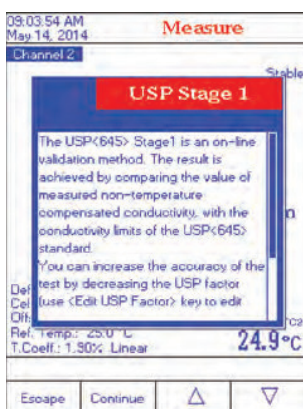 09:03:54 AM
May 14, 2014
Measure
Channel 2
Stable
USP Stage 1
The USP<645> Stage1 is an on-line
validation method. The result is
achieved by comparing the value of
measured non-temperature
compensated conductivity, with the
conductivity limits of the USP<645>
standard.
You can increase the accuracy of the
test by decreasing the USP factor
(use <Edit USP Factor> key to edit
Ref. Temp.: 25.0°C
T.Coeff.: 1.90% Linear
24.9°C
Escape Continue △ ▽